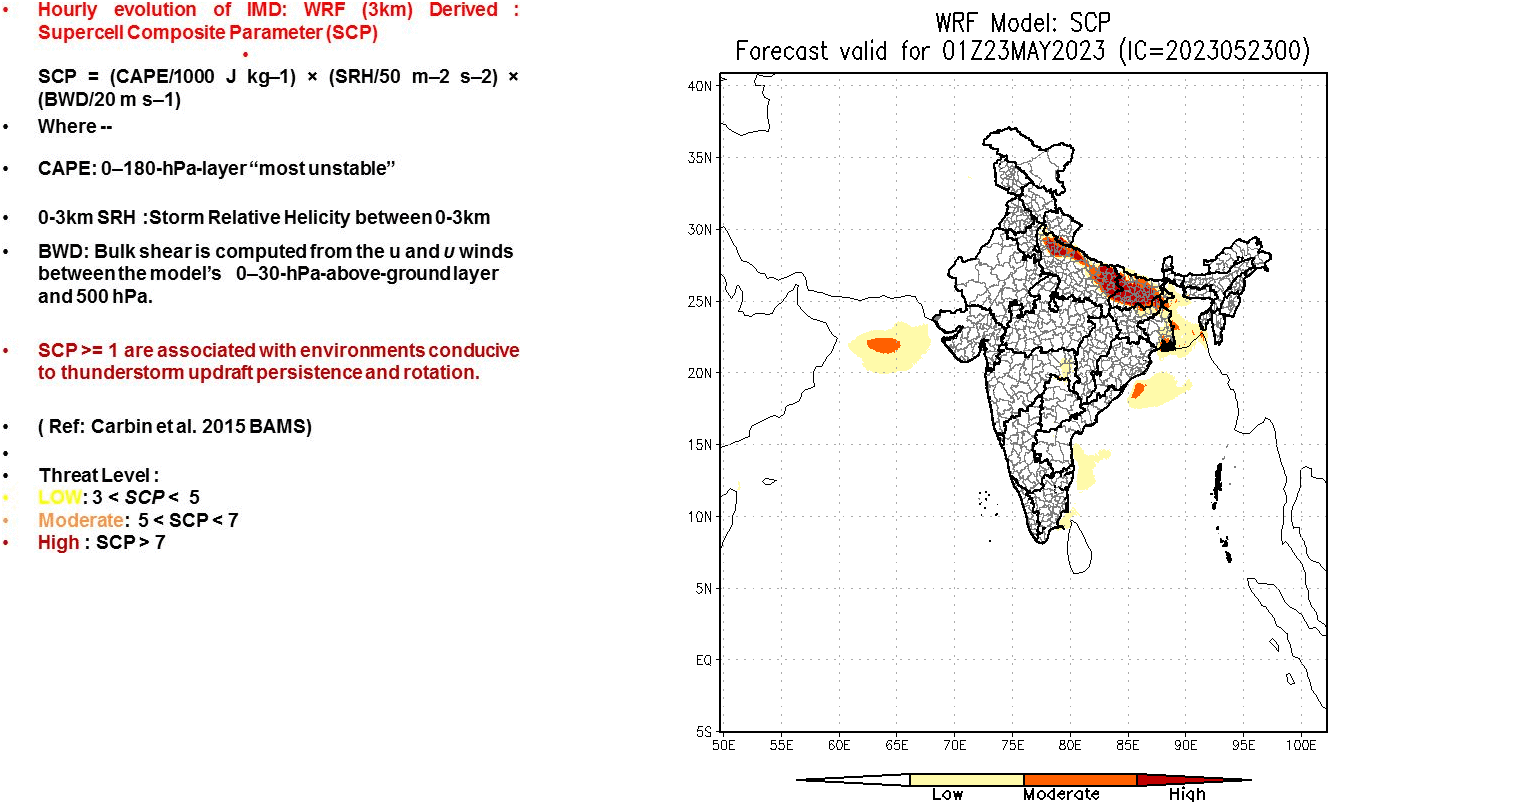 Hourly evolution of IMD: WRF (3km) Derived :
Supercell Composite Parameter (SCP)
SCP = (CAPE/1000 J kg–1) × (SRH/50 m–2 s–2) ×
(BWD/20 m s–1)
Where --
CAPE: 0–180-hPa-layer “most unstable”
0-3km SRH :Storm Relative Helicity between 0-3km
BWD: Bulk shear is computed from the u and υ winds
between the model’s 0–30-hPa-above-ground layer
and 500 hPa.
SCP >= 1 are associated with environments conducive
to thunderstorm updraft persistence and rotation.
( Ref: Carbin et al. 2015 BAMS)
Threat Level :
LOW: 3 < SCP < 5
Moderate: 5 < SCP < 7
High : SCP > 7
WRF Model: SCP
Forecast valid for 01Z23MAY2023 (IC=2023052300)
40N
35N
30N
25N
20N
15N
10N
5N
EQ
5S
50E 55E 60E 65E 70E 75E 80E 85E 90E 95E 100E
Low Moderate High